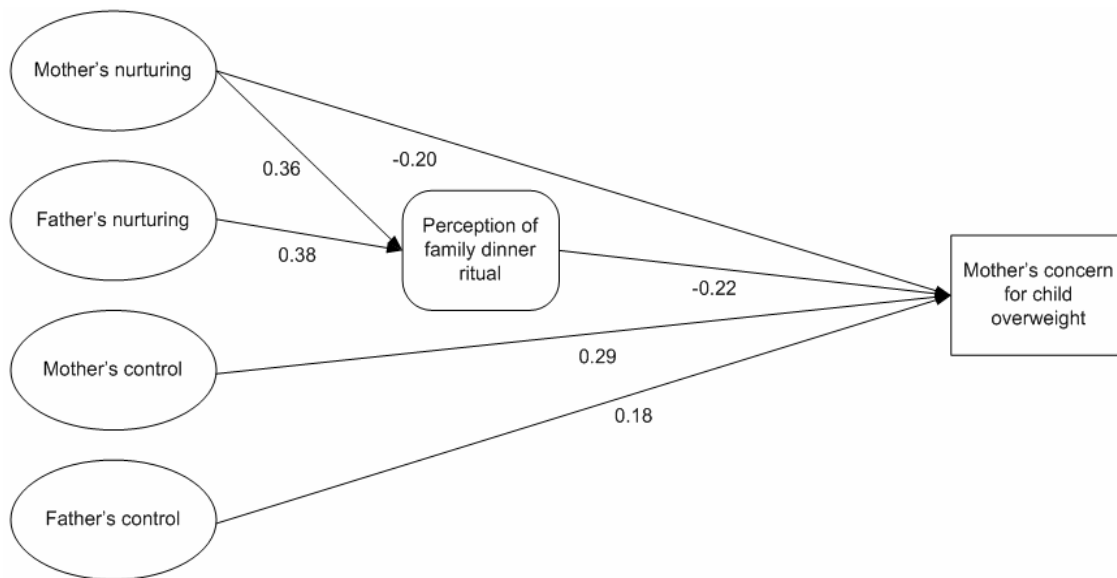 Mother’s nurturing
-0.20
0.36
Father’s nurturing
0.38
Perception of
family dinner
ritual
-0.22
Mother’s concern
for child
overweight
Mother’s control
0.29
0.18
Father’s control